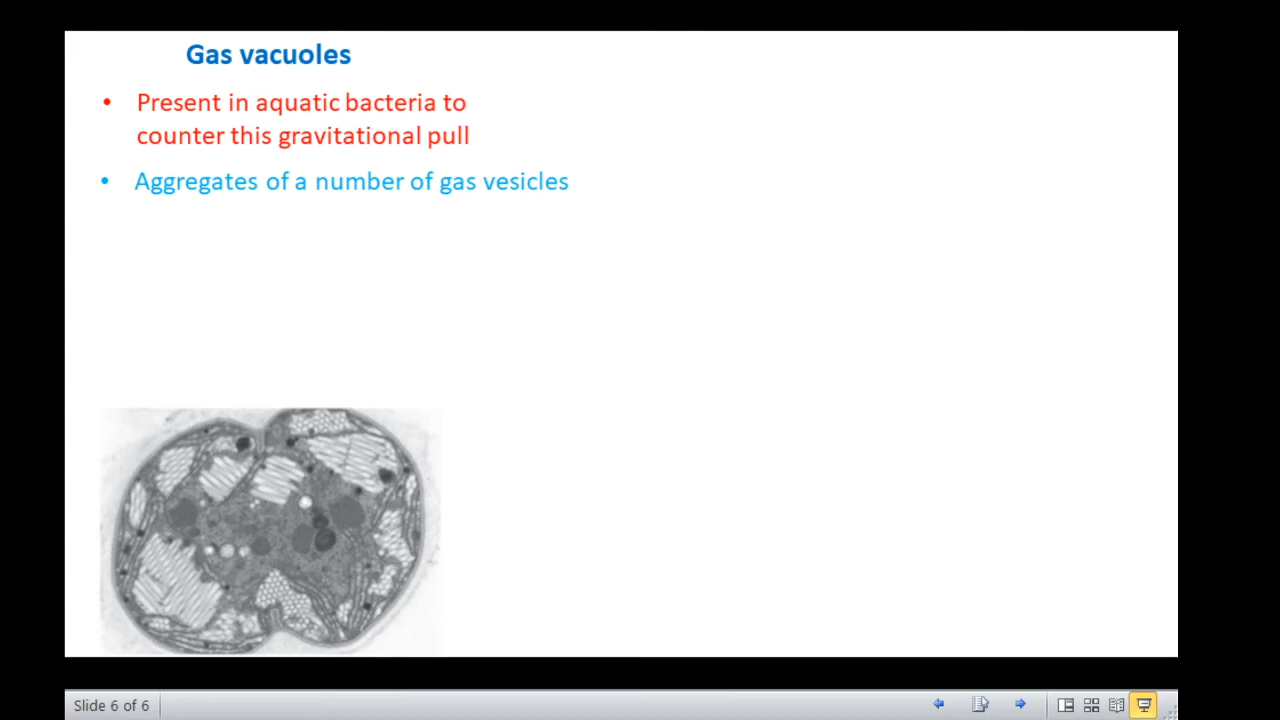 Gas vacuoles
• Present in aquatic bacteria to
counter this gravitational pull
• Aggregates of a number of gas vesicles
Slide 6 of 6